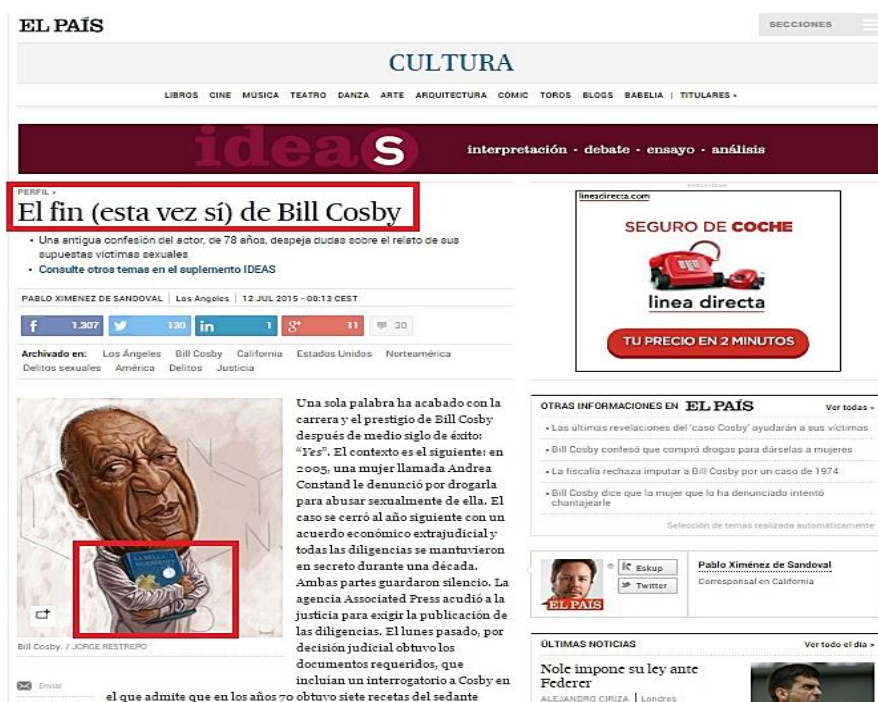 EL PAÍS
SECCIONES
CULTURA
LIBROS CINE MÚSICA TEATRO DANZA ARTE ARQUITECTURA CÓMIC TOROS BLOGS BABELIA | TITULARES »
ideas
interpretación · debate · ensayo · análisis
PERFIL »
El fin (esta vez sí) de Bill Cosby
• Una antigua confesión del actor, de 78 años, despeja dudas sobre el relato de sus
supuestas víctimas sexuales
• Consulte otros temas en el suplemento IDEAS
PABLO XIMÉNEZ DE SANDOVAL | Los Ángeles | 12 JUL 2015 - 00:13 CEST
f 1.307 130 in 1 g+ 11 30
Archivado en: Los Ángeles Bill Cosby California Estados Unidos Norteamérica
Delitos sexuales América Delitos Justicia
Bill Cosby. / JORGE RESTREPO
Enviar
Una sola palabra ha acabado con la
carrera y el prestigio de Bill Cosby
después de medio siglo de éxito:
“Yes”. El contexto es el siguiente: en
2005, una mujer llamada Andrea
Constand le denunció por drogarla
para abusar sexualmente de ella. El
caso se cerró al año siguiente con un
acuerdo económico extrajudicial y
todas las diligencias se mantuvieron
en secreto durante una década.
Ambas partes guardaron silencio. La
agencia Associated Press acudió a la
justicia para exigir la publicación de
las diligencias. El lunes pasado, por
decisión judicial obtuvo los
documentos requeridos, que
incluían un interrogatorio a Cosby en
el que admite que en los años 70 obtuvo siete recetas del sedante
PUBLICIDAD
lineadirecta.com
SEGURO DE COCHE
linea directa
TU PRECIO EN 2 MINUTOS
OTRAS INFORMACIONES EN EL PAÍS Ver todas »
• Las últimas revelaciones del 'caso Cosby' ayudarán a sus víctimas
• Bill Cosby confesó que compró drogas para dárselas a mujeres
• La fiscalía rechaza imputar a Bill Cosby por un caso de 1974
• Bill Cosby dice que la mujer que lo ha denunciado intentó
chantajearle
Selección de temas realizada automáticamente
EL PAIS
Eskup
Twitter
Pablo Ximénez de Sandoval
Corresponsal en California
ÚLTIMAS NOTICIAS Ver todo el día »
Nole impone su ley ante
Federer
ALEJANDRO CIRIZA | Londres